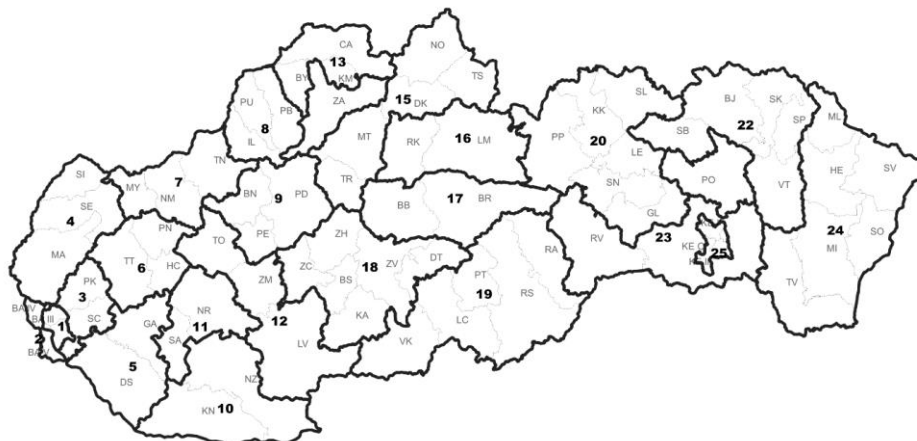 NO
CA
13
KM
TS
BY
ZA
15
DK
PU
PB
8
IL
SL
KK
BJ
SK
SP
ML
22
PP
20
SB
MT
RK
16
LM
LE
HE
SV
TN
7
SI
MY
NM
BN
9
PD
TR
SN
PO
VT
SE
4
BB
17
BR
GL
24
SO
MI
PN
TO
PE
ZH
MA
TT
6
HC
ZC
18
ZV
DT
RV
23
KE
25
RA
PK
3
ZM
BS
PT
19
RS
TV
BA IV
BA III
1
SC
GA
NR
11
12
KA
LC
2
BA V
SA
LV
VK
5
DS
NZ
KN
10